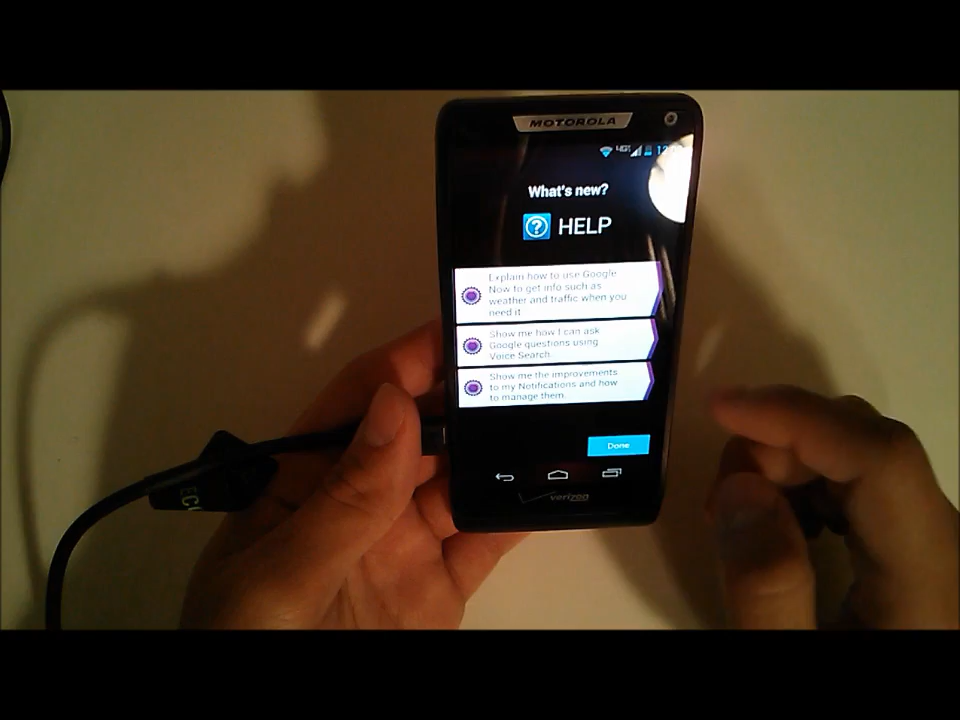 MOTOROLA
4G
What's new?
HELP
Explain how to use Google
Now to get info such as
weather and traffic when you
need it
Show me how I can ask
Google questions using
Voice Search
Show me the improvements
to my Notifications and how
to manage them
Done
verizon